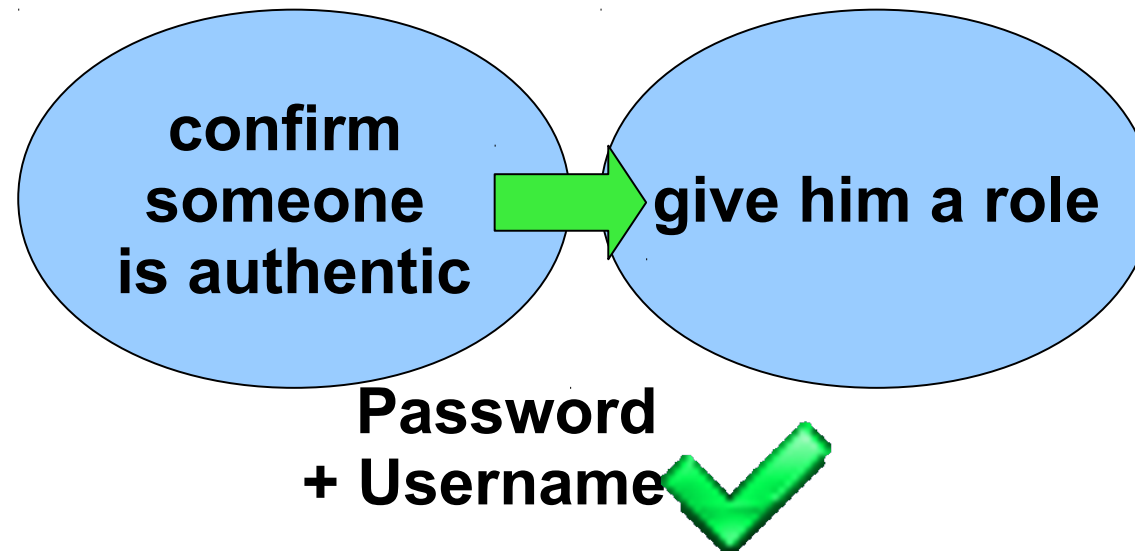 confirm
someone
is authentic
give him a role
Password
+ Username